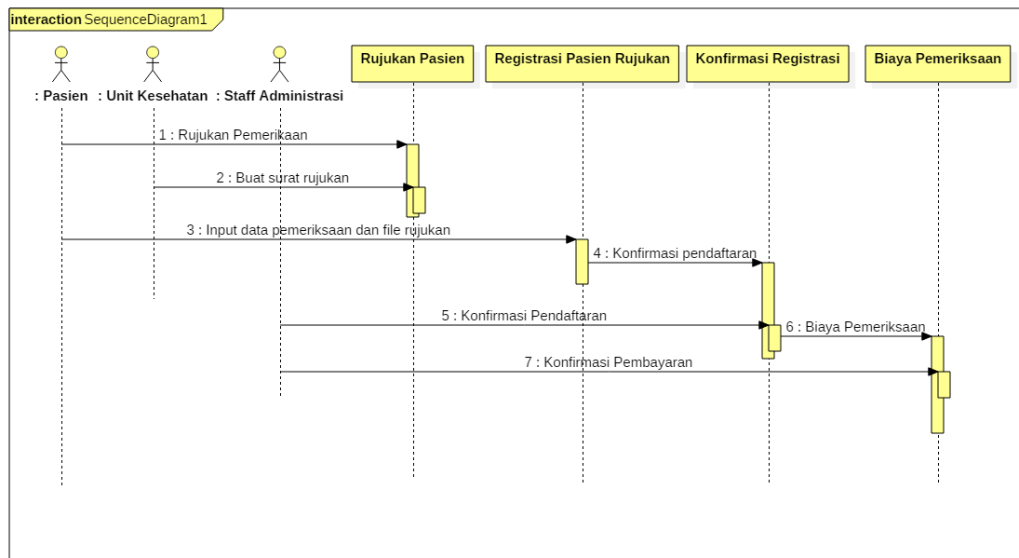 interaction SequenceDiagram1
Rujukan Pasien
Registrasi Pasien Rujukan
Konfirmasi Registrasi
Biaya Pemeriksaan
: Pasien
: Unit Kesehatan
: Staff Administrasi
1 : Rujukan Pemerikaan
2 : Buat surat rujukan
3 : Input data pemeriksaan dan file rujukan
4 : Konfirmasi pendaftaran
5 : Konfirmasi Pendaftaran
6 : Biaya Pemeriksaan
7 : Konfirmasi Pembayaran